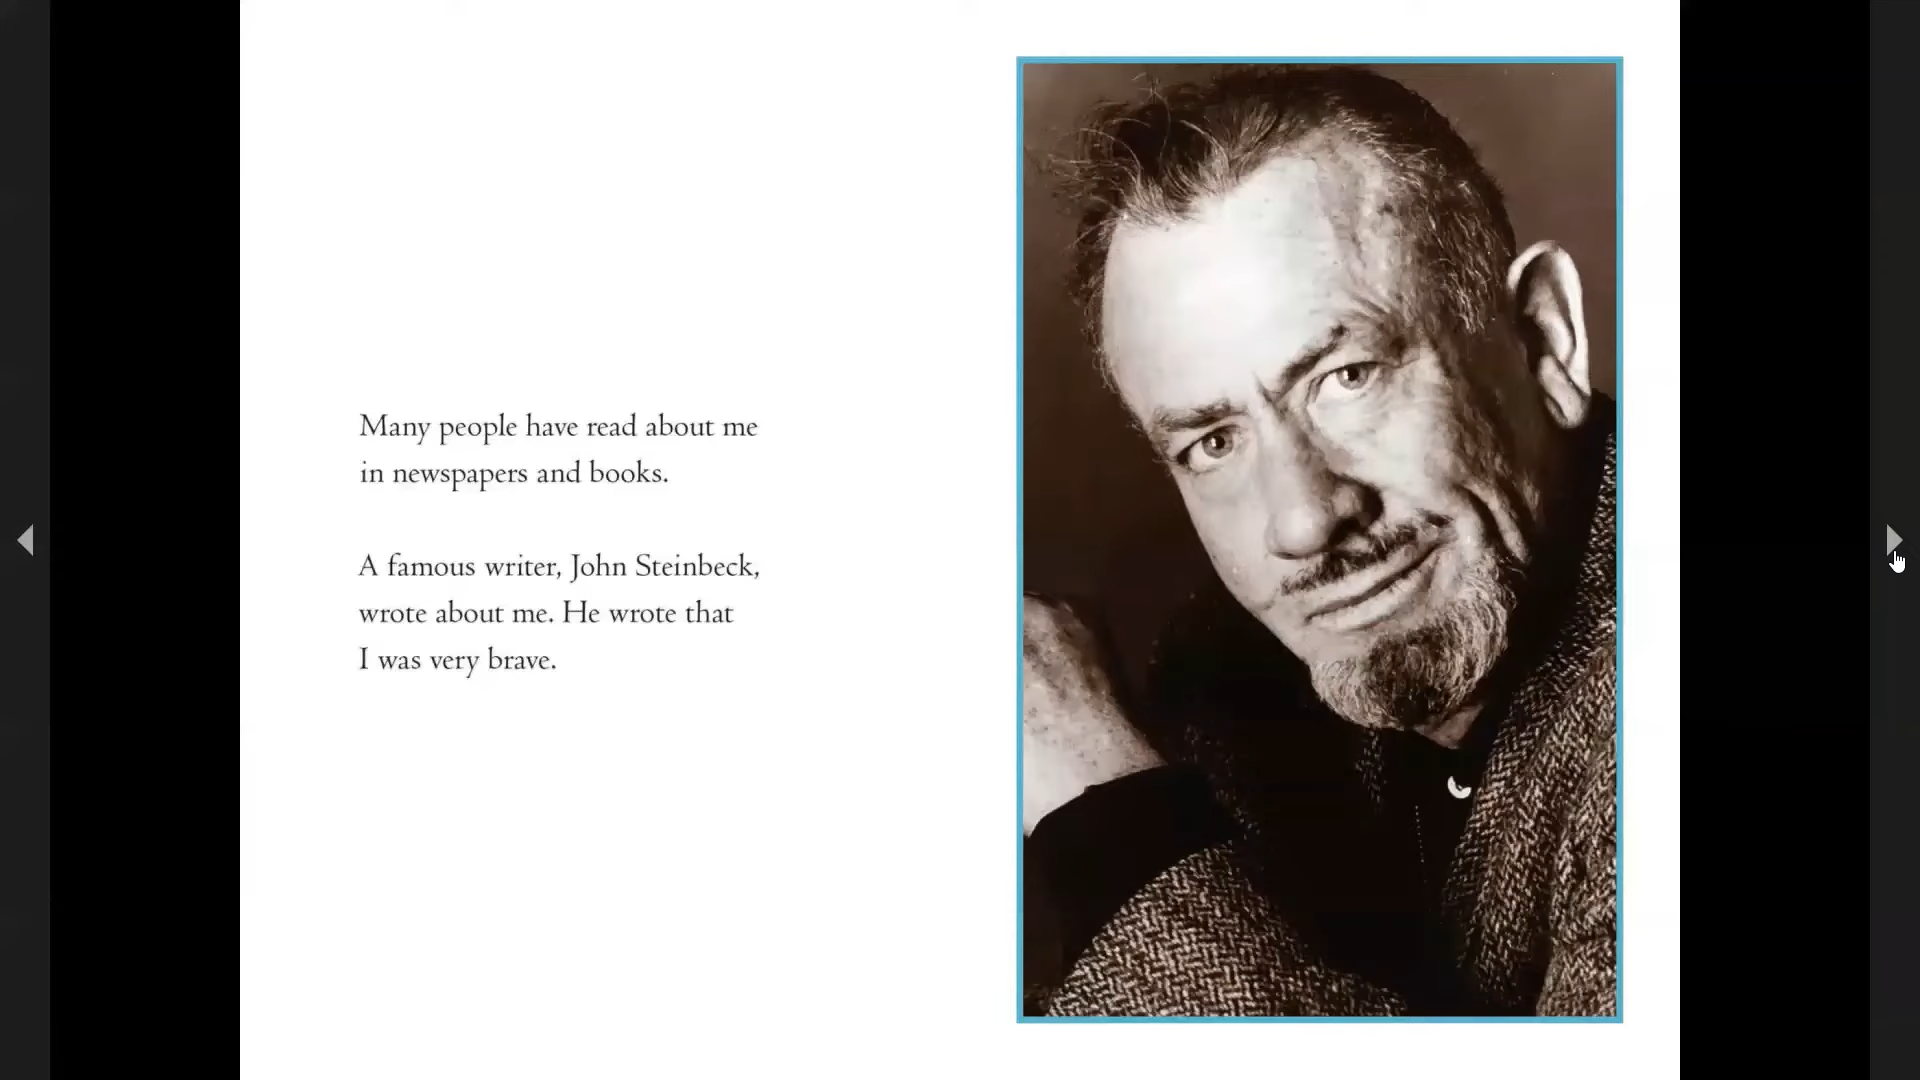 Many people have read about me
in newspapers and books.
A famous writer, John Steinbeck,
wrote about me. He wrote that
I was very brave.